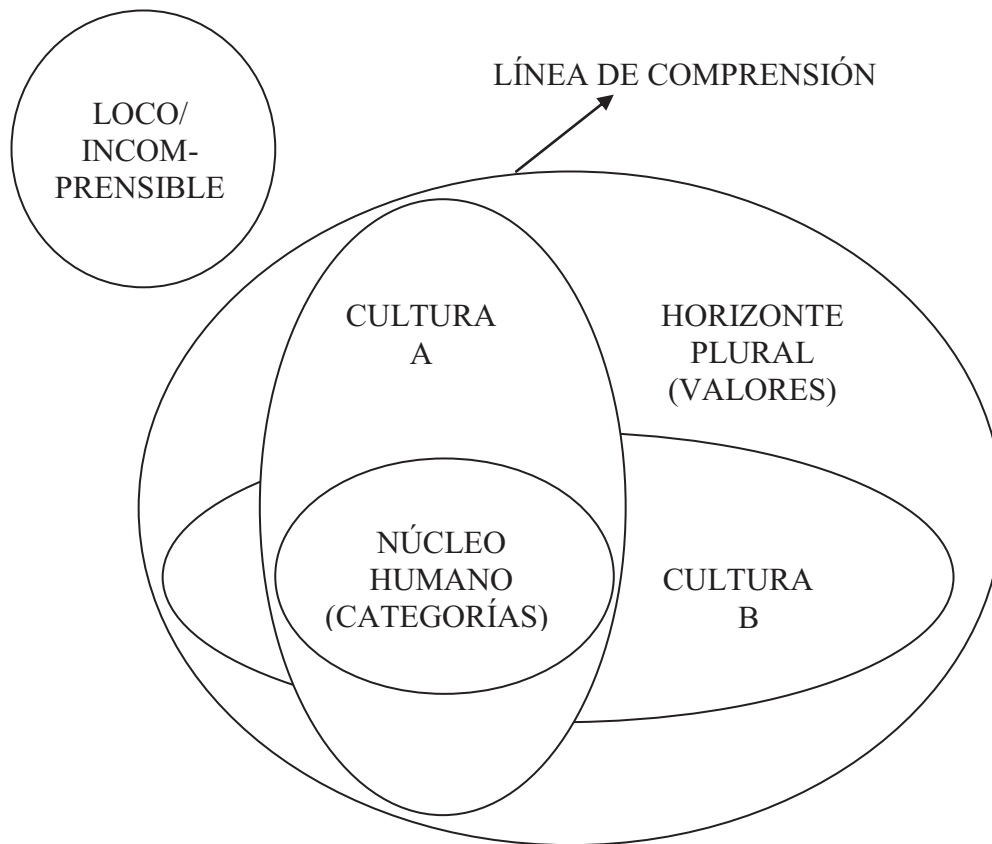 LÍNEA DE COMPRENSIÓN
LOCO/
INCOM-
PRENSIBLE
CULTURA
A
HORIZONTE
PLURAL
(VALORES)
NÚCLEO
HUMANO
(CATEGORÍAS)
CULTURA
B